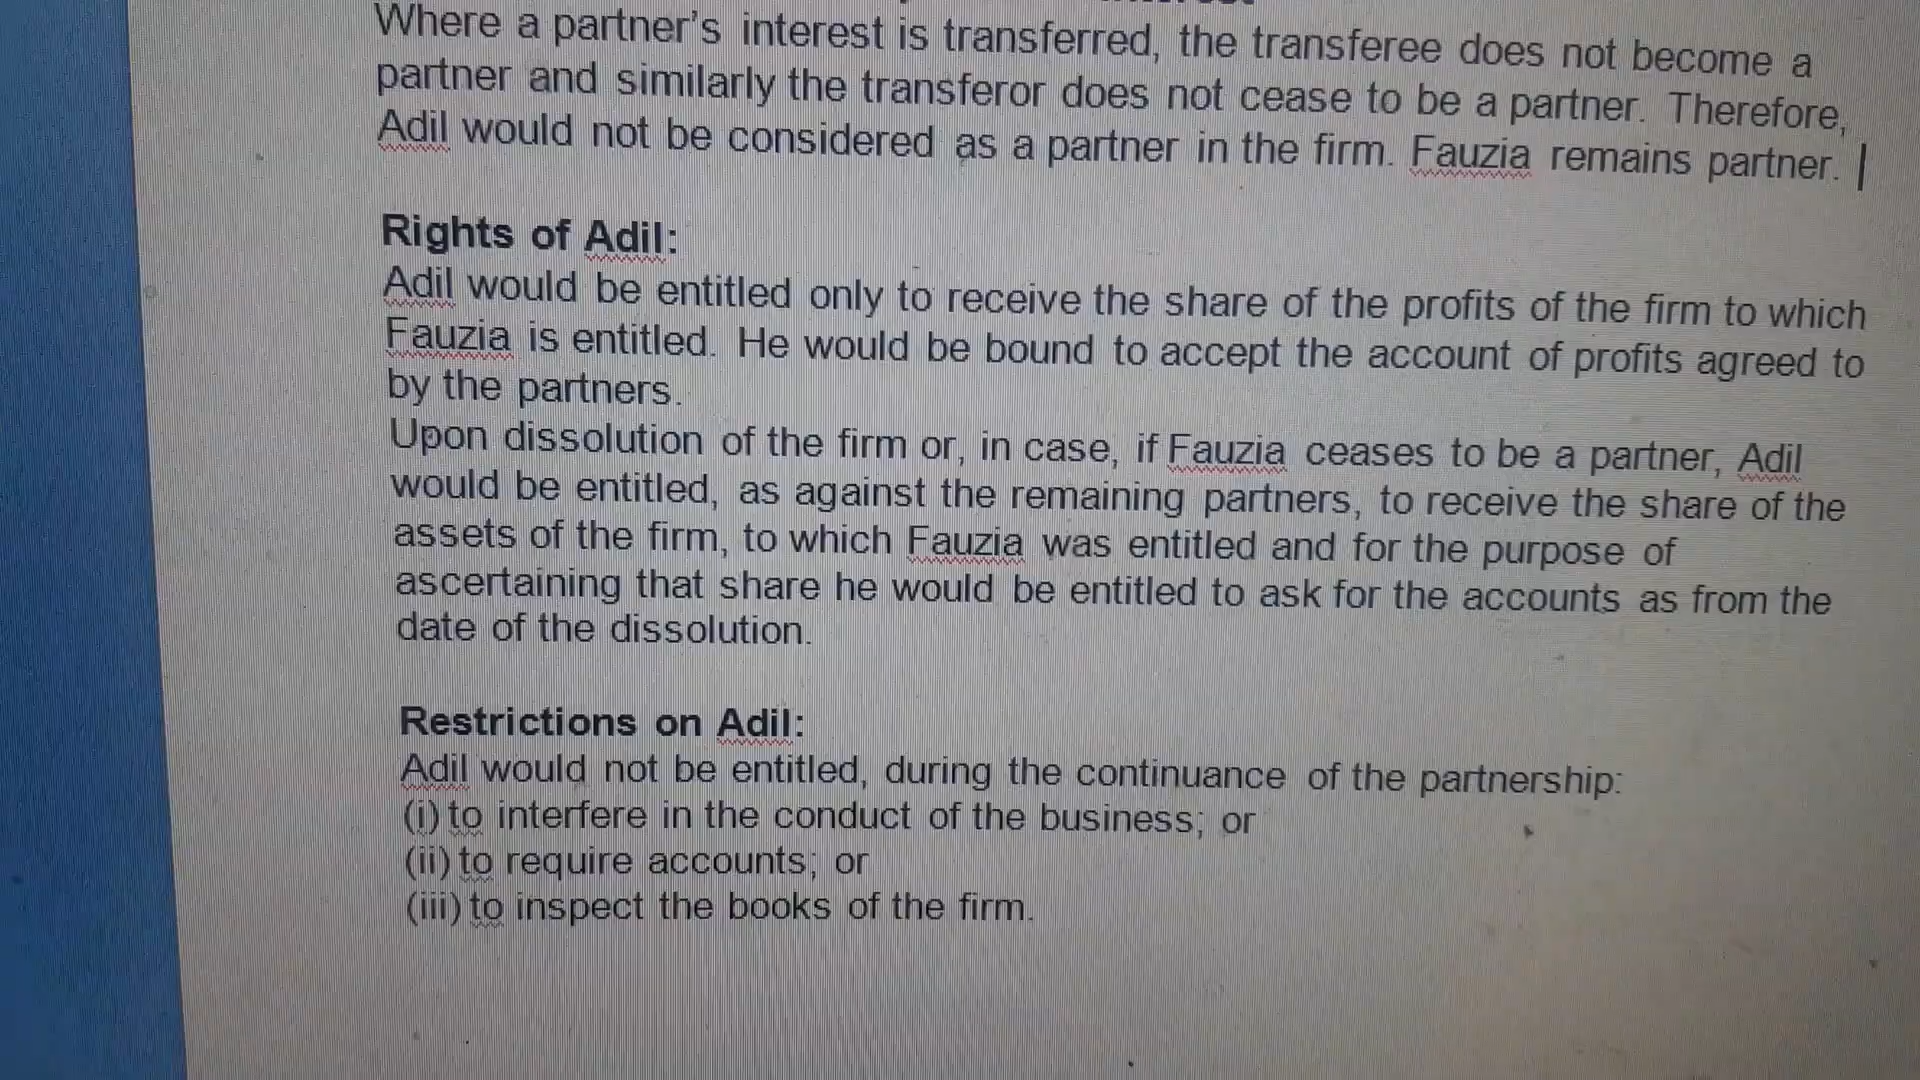 Where a partner's interest is transferred, the transferee does not become a
partner and similarly the transferor does not cease to be a partner. Therefore,
Adil would not be considered as a partner in the firm. Fauzia remains partner.
Rights of Adil:
Adil would be entitled only to receive the share of the profits of the firm to which
Fauzia is entitled. He would be bound to accept the account of profits agreed to
by the partners.
Upon dissolution of the firm or, in case, if Fauzia ceases to be a partner, Adil
would be entitled, as against the remaining partners, to receive the share of the
assets of the firm, to which Fauzia was entitled and for the purpose of
ascertaining that share he would be entitled to ask for the accounts as from the
date of the dissolution.
Restrictions on Adil:
Adil would not be entitled, during the continuance of the partnership:
(i) to interfere in the conduct of the business; or
(ii) to require accounts; or
(iii) to inspect the books of the firm.